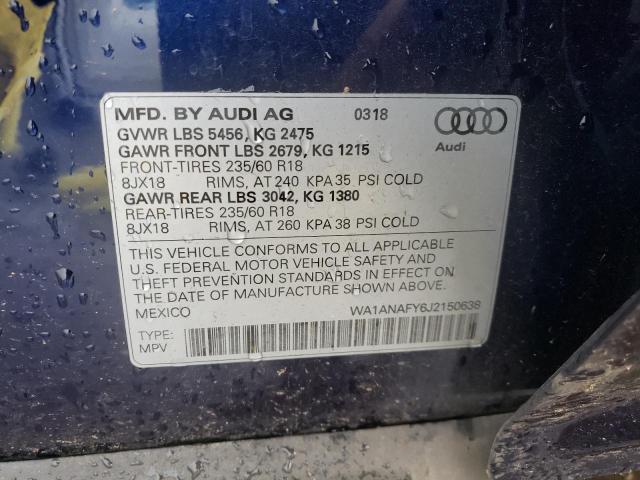 MFD. BY AUDI AG 0318
GVWR LBS 5456, KG 2475
GAWR FRONT LBS 2679, KG 1215
Audi
FRONT-TIRES 235/60 R18
8JX18 RIMS, AT 240 KPA 35 PSI COLD
GAWR REAR LBS 3042, KG 1380
REAR-TIRES 235/60 R18
8JX18 RIMS, AT 260 KPA 38 PSI COLD
THIS VEHICLE CONFORMS TO ALL APPLICABLE
U.S. FEDERAL MOTOR VEHICLE SAFETY AND
THEFT PREVENTION STANDARDS IN EFFECT ON
THE DATE OF MANUFACTURE SHOWN ABOVE.
MEXICO WA1ANAFY6J2150638
TYPE:
MPV